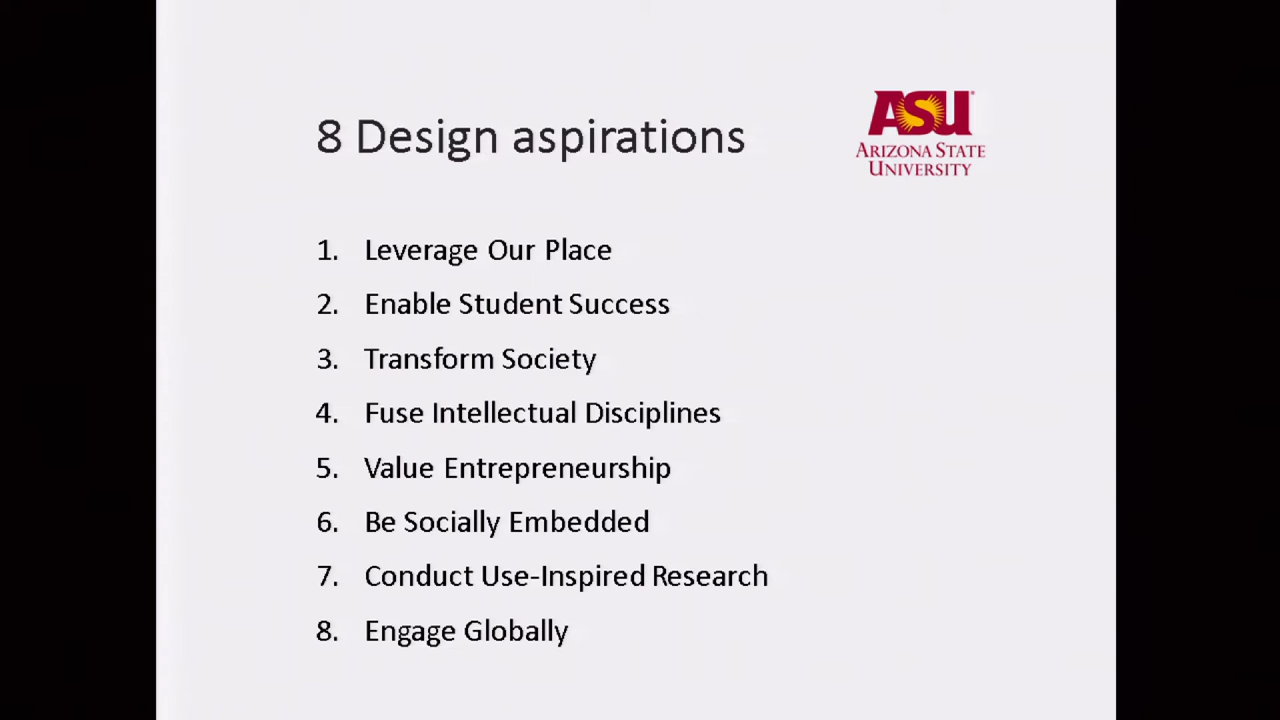 8 Design aspirations
ASU
ARIZONA STATE
UNIVERSITY
1. Leverage Our Place
2. Enable Student Success
3. Transform Society
4. Fuse Intellectual Disciplines
5. Value Entrepreneurship
6. Be Socially Embedded
7. Conduct Use-Inspired Research
8. Engage Globally